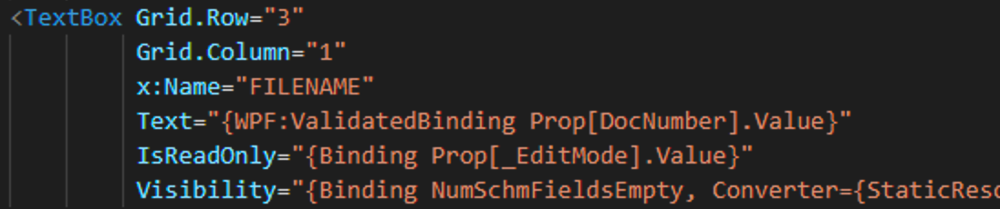 <TextBox Grid.Row="3"
Grid.Column="1"
x:Name="FILENAME"
Text="{WPF:ValidatedBinding Prop[DocNumber].Value}"
IsReadOnly="{Binding Prop[_EditMode].Value}"
Visibility="{Binding NumSchmFieldsEmpty, Converter={StaticReso